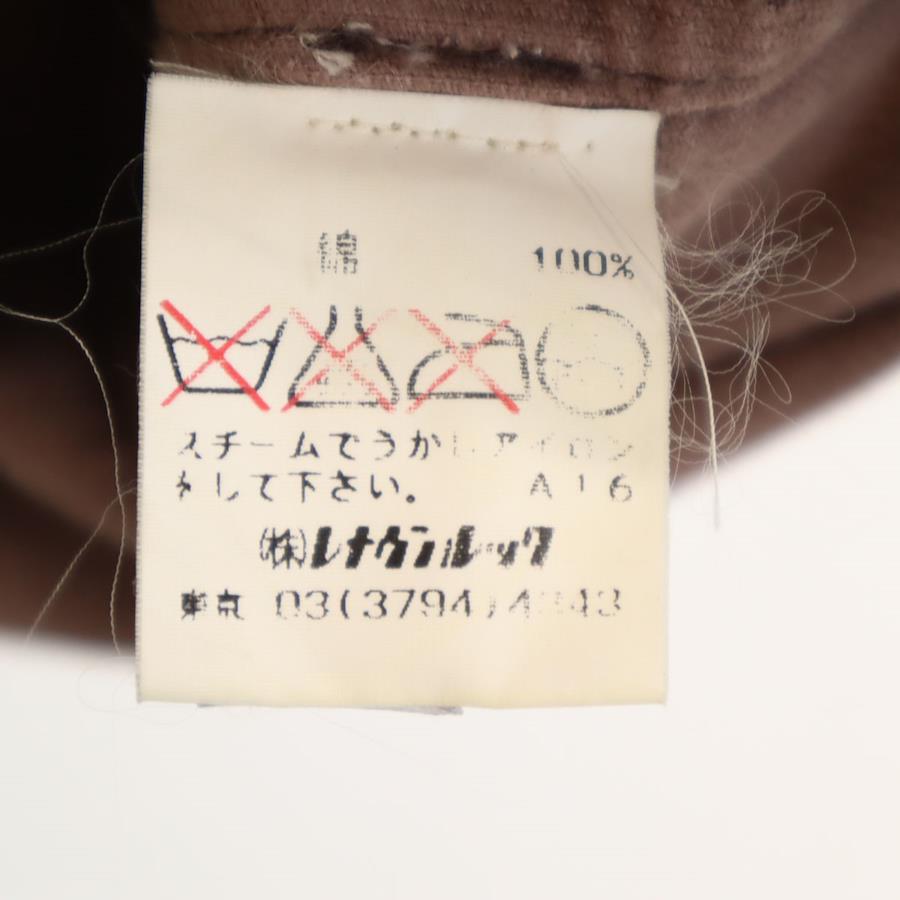 綿 100%
スチームでうかしアイロン
をして下さい。 A16
(株)レナウンルック
東京 03(3794)